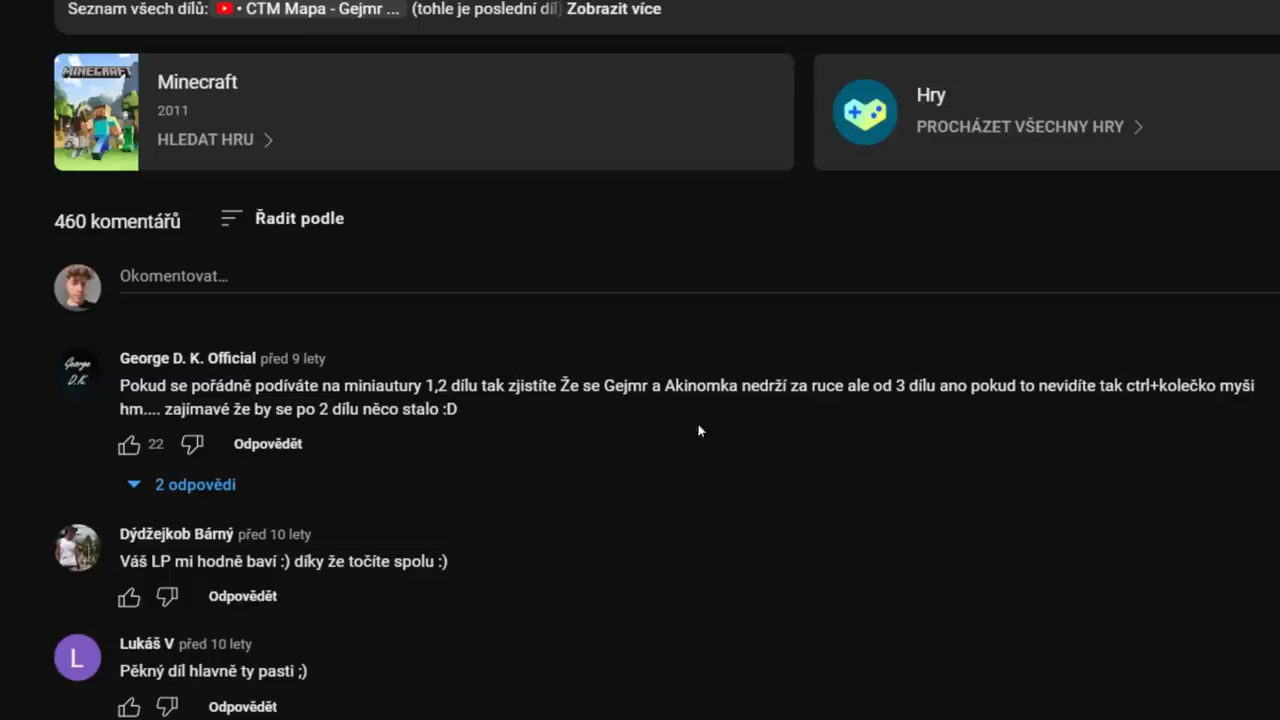 Seznam všech dílů: • CTM Mapa - Gejmr ... (tohle je poslední díl) Zobrazit více
MINECRAFT
Minecraft
2011
HLEDAT HRU
Hry
PROCHÁZET VŠECHNY HRY
460 komentářů
Řadit podle
Okomentovat...
George D.K.
George D. K. Official před 9 lety
Pokud se pořádně podíváte na miniautury 1,2 dílu tak zjistíte Že se Gejmr a Akinomka nedrží za ruce ale od 3 dílu ano pokud to nevidíte tak ctrl+kolečko myši
hm.... zajímavé že by se po 2 dílu něco stalo :D
22
Odpovědět
2 odpovědi
Dýdžejkob Bárný před 10 lety
Váš LP mi hodně baví :) díky že točíte spolu :)
Odpovědět
L
Lukáš V před 10 lety
Pěkný díl hlavně ty pasti ;)
Odpovědět